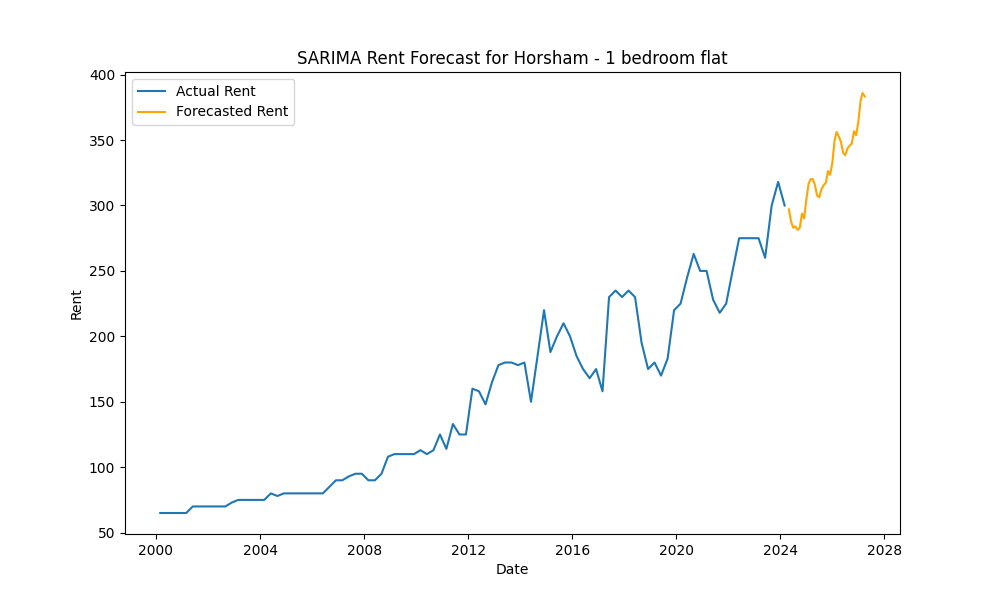 SARIMA Rent Forecast for Horsham - 1 bedroom flat
Actual Rent
Forecasted Rent
400
350
300
250
200
150
100
50
Rent
2000 2004 2008 2012 2016 2020 2024 2028
Date